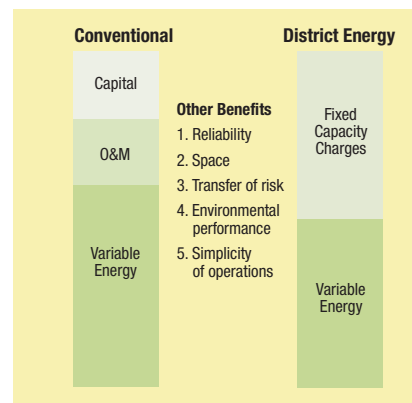 Conventional
Capital
O&M
Variable
Energy
Other Benefits
1. Reliability
2. Space
3. Transfer of risk
4. Environmental
performance
5. Simplicity
of operations
District Energy
Fixed
Capacity
Charges
Variable
Energy